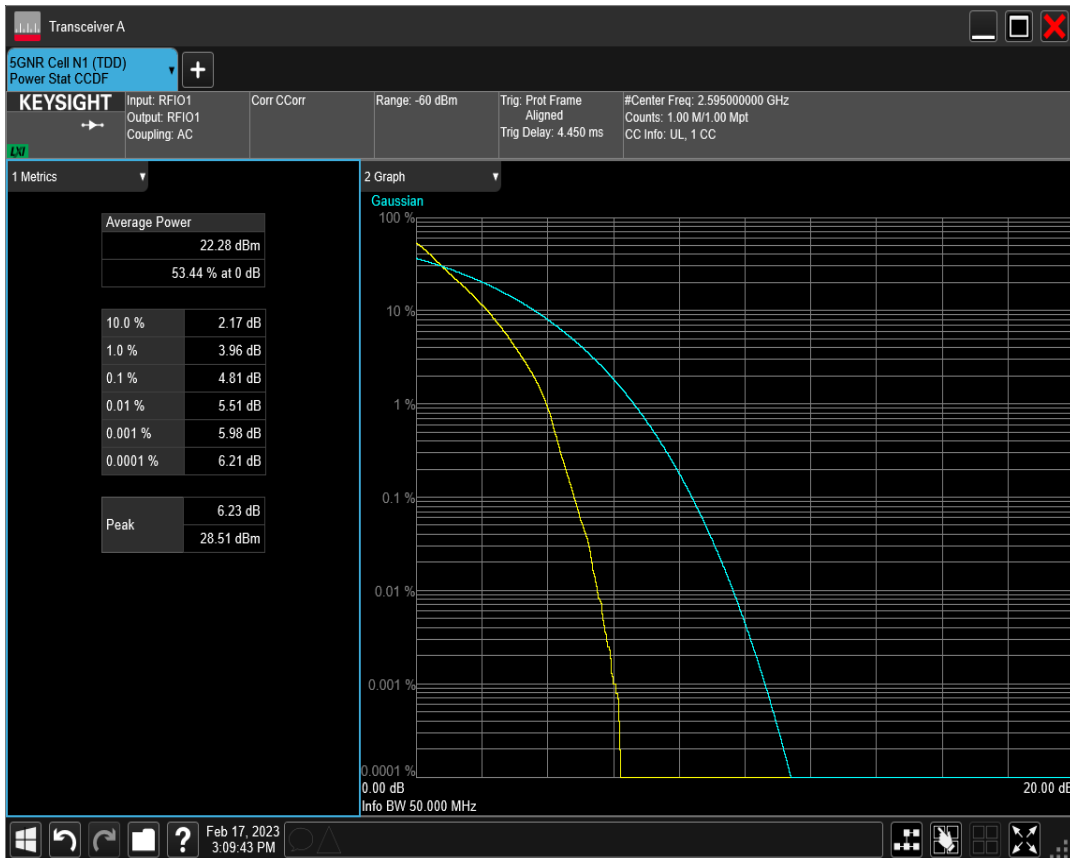 Transceiver A
5GNR Cell N1 (TDD)
Power Stat CCDF
KEYSIGHT
LXI
Input: RFIO1
Output: RFIO1
Coupling: AC
Corr CCorr
Range: -60 dBm
Trig: Prot Frame
Aligned
Trig Delay: 4.450 ms
#Center Freq: 2.595000000 GHz
Counts: 1.00 M/1.00 Mpt
CC Info: UL, 1 CC
1 Metrics
Average Power
22.28 dBm
53.44 % at 0 dB
10.0 % 2.17 dB
1.0 % 3.96 dB
0.1 % 4.81 dB
0.01 % 5.51 dB
0.001 % 5.98 dB
0.0001 % 6.21 dB
Peak 6.23 dB
28.51 dBm
2 Graph
Gaussian
100 %
10 %
1 %
0.1 %
0.01 %
0.001 %
0.0001 %
0.00 dB 20.00 dB
Info BW 50.000 MHz
Feb 17, 2023
3:09:43 PM